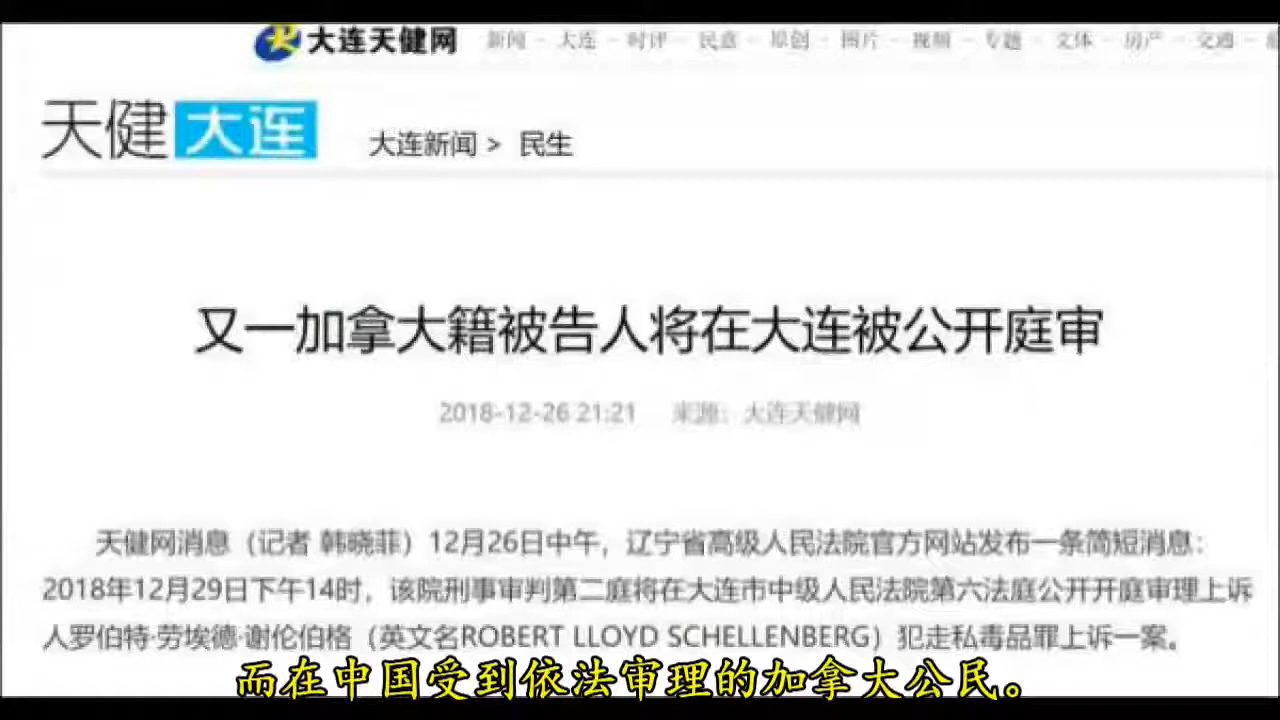 大连天健网 新闻 - 大连 - 时评 - 民意 - 原创 - 图片 - 视频 - 专题 - 文体 - 房产 - 交通 -
天健 大连 大连新闻 > 民生
又一加拿大籍被告人将在大连被公开庭审
2018-12-26 21:21 来源：大连天健网
天健网消息（记者 韩晓菲）12月26日中午，辽宁省高级人民法院官方网站发布一条简短消息：
2018年12月29日下午14时，该院刑事审判第二庭将在大连市中级人民法院第六法庭公开开庭审理上诉
人罗伯特·劳埃德·谢伦伯格（英文名ROBERT LLOYD SCHELLENBERG）犯走私毒品罪上诉一案。
而在中国受到依法审理的加拿大公民。